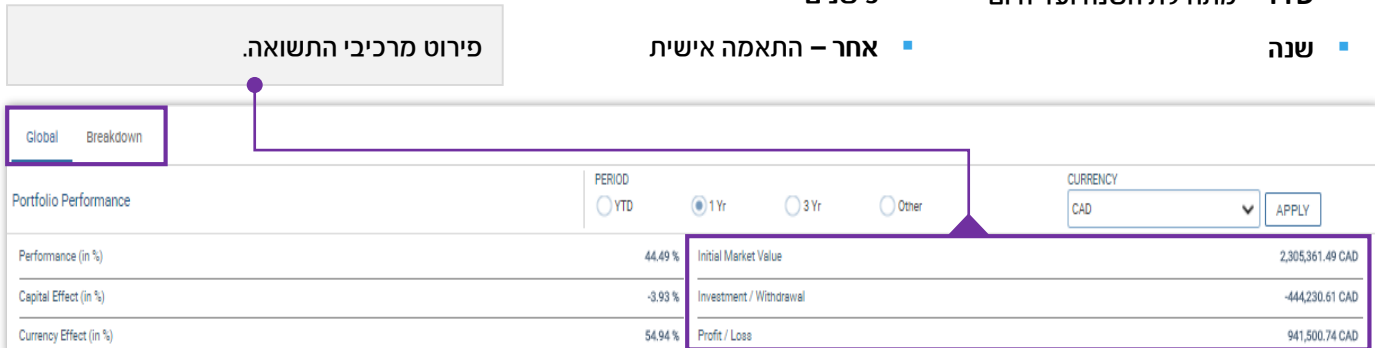 שנה
אחר – התאמה אישית
פירוט מרכיבי התשואה.
Global Breakdown
Portfolio Performance
PERIOD
YTD 1 Yr 3 Yr Other
CURRENCY
CAD APPLY
Performance (in %) 44.49 % Initial Market Value 2,305,361.49 CAD
Capital Effect (in %) -3.93 % Investment / Withdrawal -444,230.61 CAD
Currency Effect (in %) 54.94 % Profit / Loss 941,500.74 CAD